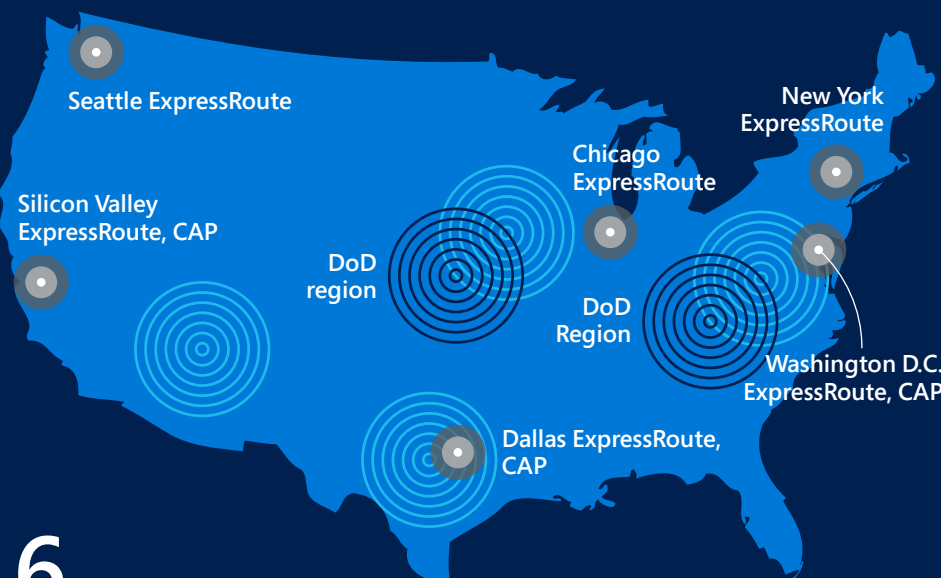 Seattle ExpressRoute
New York
ExpressRoute
Chicago
ExpressRoute
Silicon Valley
ExpressRoute, CAP
DoD
region
DoD
Region
Washington D.C.
ExpressRoute, CAP
Dallas ExpressRoute,
CAP
6